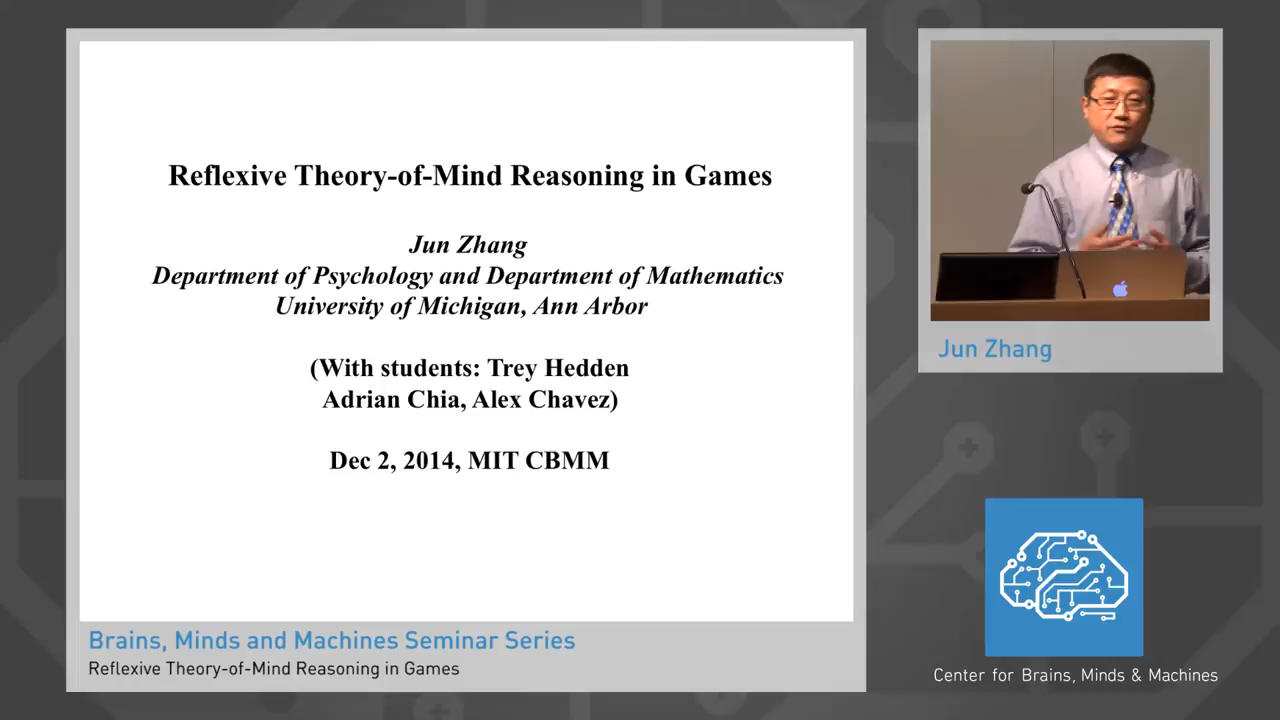 Reflexive Theory-of-Mind Reasoning in Games
Jun Zhang
Department of Psychology and Department of Mathematics
University of Michigan, Ann Arbor
(With students: Trey Hedden
Adrian Chia, Alex Chavez)
Dec 2, 2014, MIT CBMM
Jun Zhang
Brains, Minds and Machines Seminar Series
Reflexive Theory-of-Mind Reasoning in Games
Center for Brains, Minds & Machines